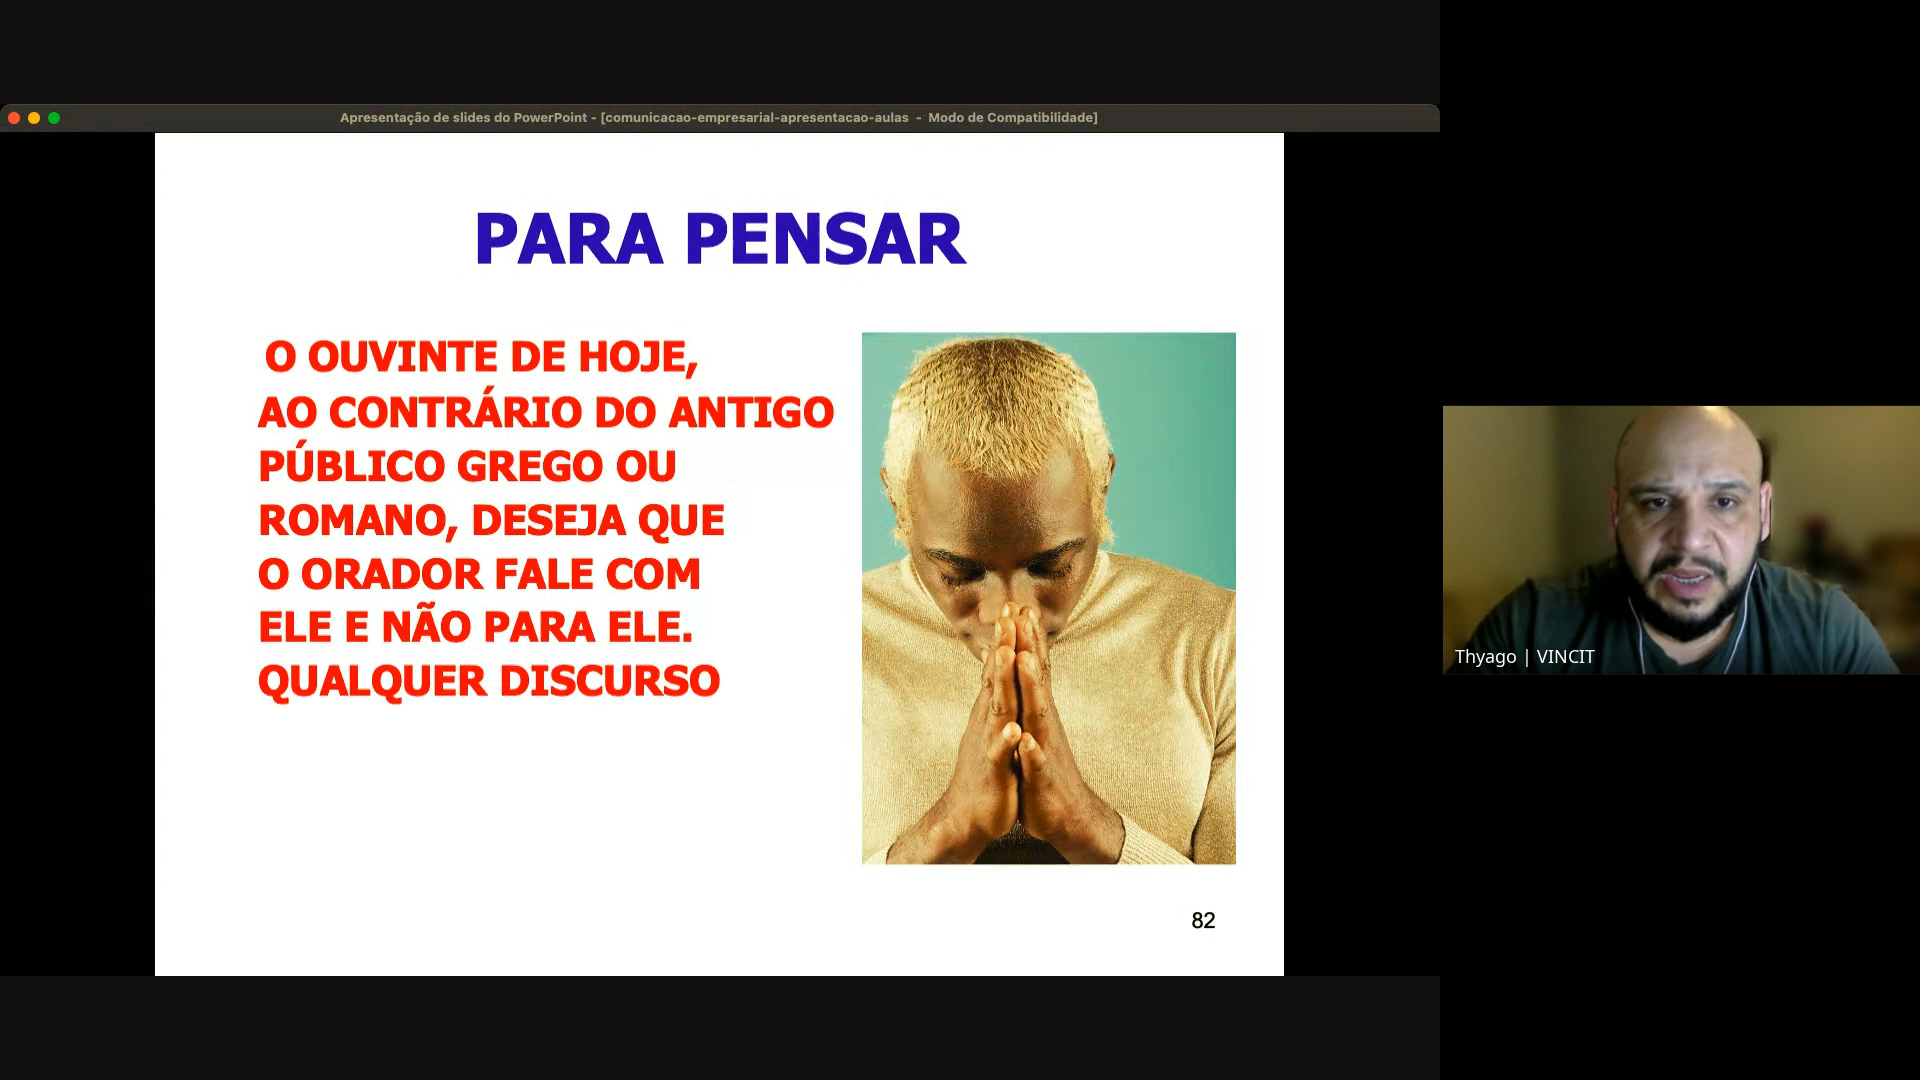 Apresentação de slides do PowerPoint - [comunicacao-empresarial-apresentacao-aulas - Modo de Compatibilidade]
PARA PENSAR
O OUVINTE DE HOJE,
AO CONTRÁRIO DO ANTIGO
PÚBLICO GREGO OU
ROMANO, DESEJA QUE
O ORADOR FALE COM
ELE E NÃO PARA ELE.
QUALQUER DISCURSO
82
Thyago | VINCIT